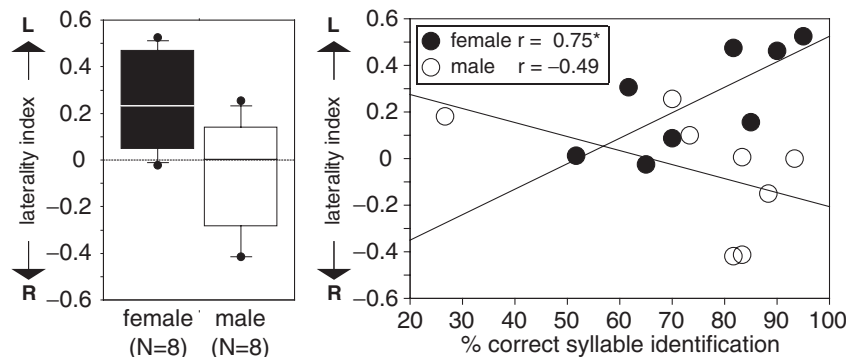 L
laterality index
R
0.6
0.4
0.2
0
−0.2
−0.4
−0.6
female
(N=8)
male
(N=8)
L
laterality index
R
0.6
0.4
0.2
0
−0.2
−0.4
−0.6
female r = 0.75*
male r = −0.49
20 30 40 50 60 70 80 90 100
% correct syllable identification